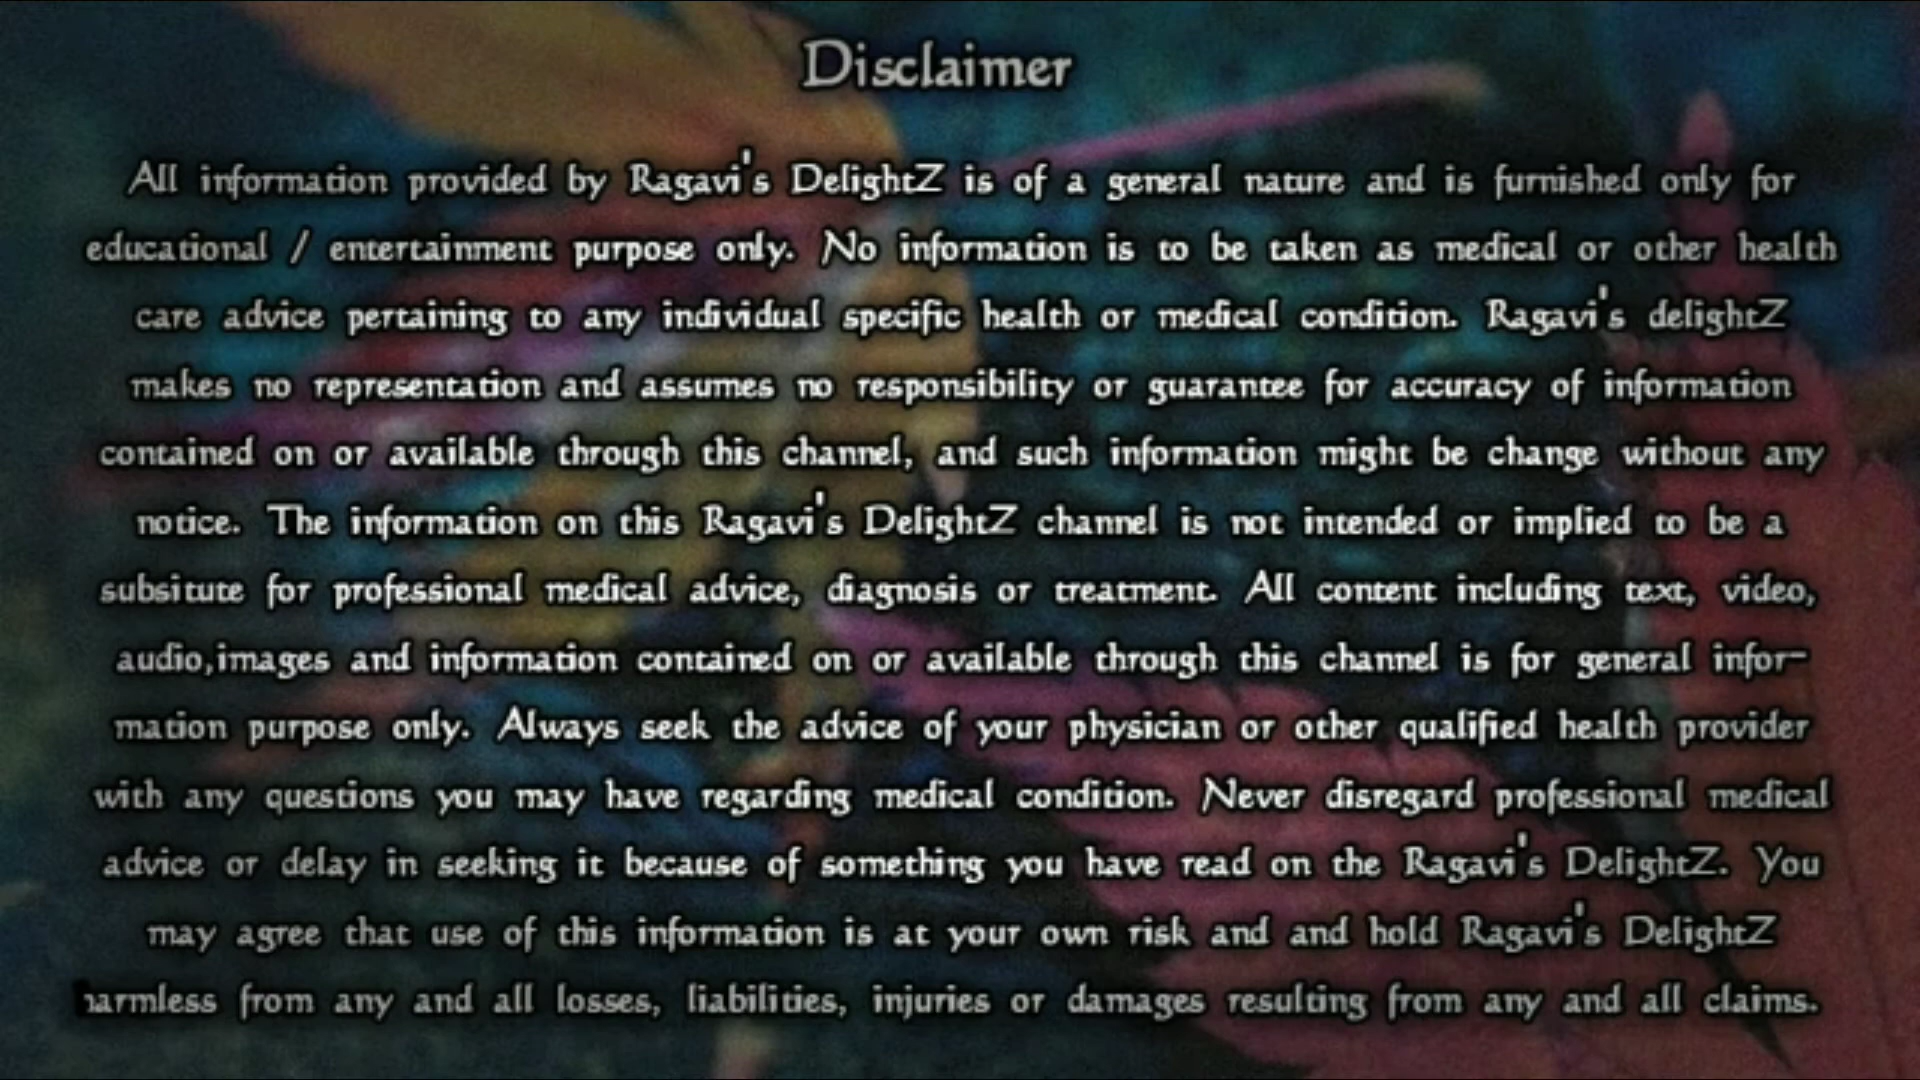 Disclaimer
All information provided by Ragavi's DelightZ is of a general nature and is furnished only for
educational / entertainment purpose only. No information is to be taken as medical or other health
care advice pertaining to any individual specific health or medical condition. Ragavi's delightZ
makes no representation and assumes no responsibility or guarantee for accuracy of information
contained on or available through this channel, and such information might be change without any
notice. The information on this Ragavi's DelightZ channel is not intended or implied to be a
subsitute for professional medical advice, diagnosis or treatment. All content including text, video,
audio,images and information contained on or available through this channel is for general infor-
mation purpose only. Always seek the advice of your physician or other qualified health provider
with any questions you may have regarding medical condition. Never disregard professional medical
advice or delay in seeking it because of something you have read on the Ragavi's DelightZ. You
may agree that use of this information is at your own risk and and hold Ragavi's DelightZ
harmless from any and all losses, liabilities, injuries or damages resulting from any and all claims.